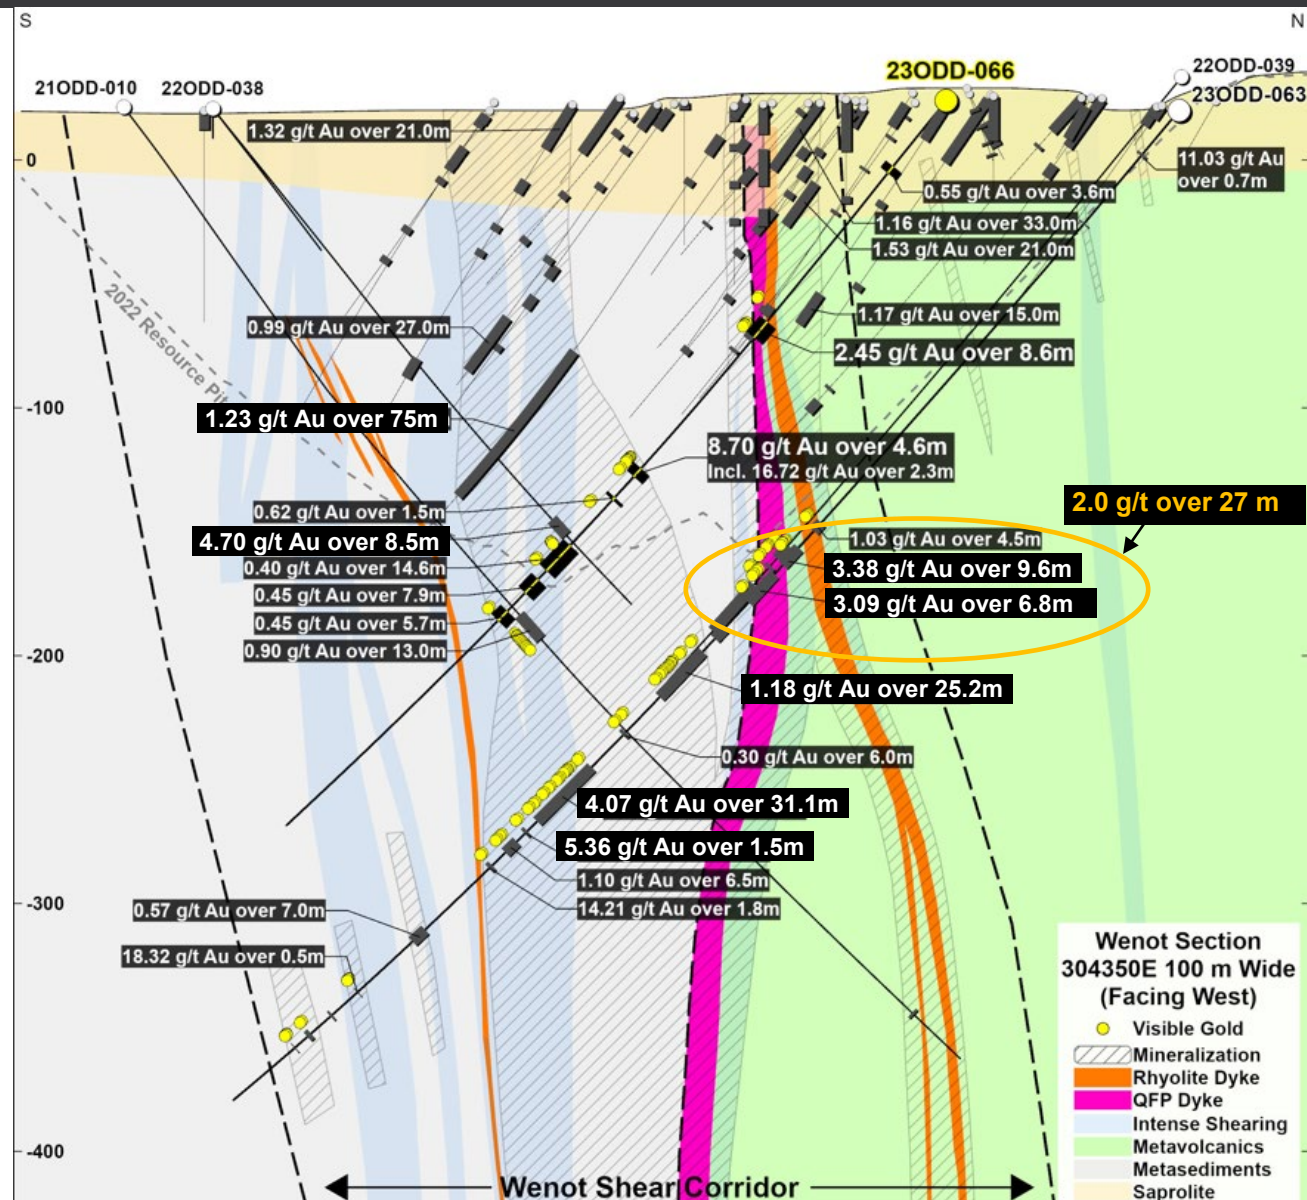 S
N
21ODD-010
22ODD-038
23ODD-066
22ODD-039
23ODD-063
1.32 g/t Au over 21.0m
0
11.03 g/t Au
over 0.7m
0.55 g/t Au over 3.6m
1.16 g/t Au over 33.0m
1.53 g/t Au over 21.0m
2022 Resource Pit
0.99 g/t Au over 27.0m
1.17 g/t Au over 15.0m
2.45 g/t Au over 8.6m
-100
1.23 g/t Au over 75m
8.70 g/t Au over 4.6m
Incl. 16.72 g/t Au over 2.3m
2.0 g/t over 27 m
0.62 g/t Au over 1.5m
4.70 g/t Au over 8.5m
1.03 g/t Au over 4.5m
0.40 g/t Au over 14.6m
3.38 g/t Au over 9.6m
0.45 g/t Au over 7.9m
3.09 g/t Au over 6.8m
0.45 g/t Au over 5.7m
0.90 g/t Au over 13.0m
-200
1.18 g/t Au over 25.2m
0.30 g/t Au over 6.0m
4.07 g/t Au over 31.1m
5.36 g/t Au over 1.5m
1.10 g/t Au over 6.5m
14.21 g/t Au over 1.8m
-300
0.57 g/t Au over 7.0m
18.32 g/t Au over 0.5m
Wenot Section
304350E 100 m Wide
(Facing West)
Visible Gold
Mineralization
Rhyolite Dyke
QFP Dyke
Intense Shearing
Metavolcanics
Metasediments
Saprolite
-400
Wenot Shear Corridor